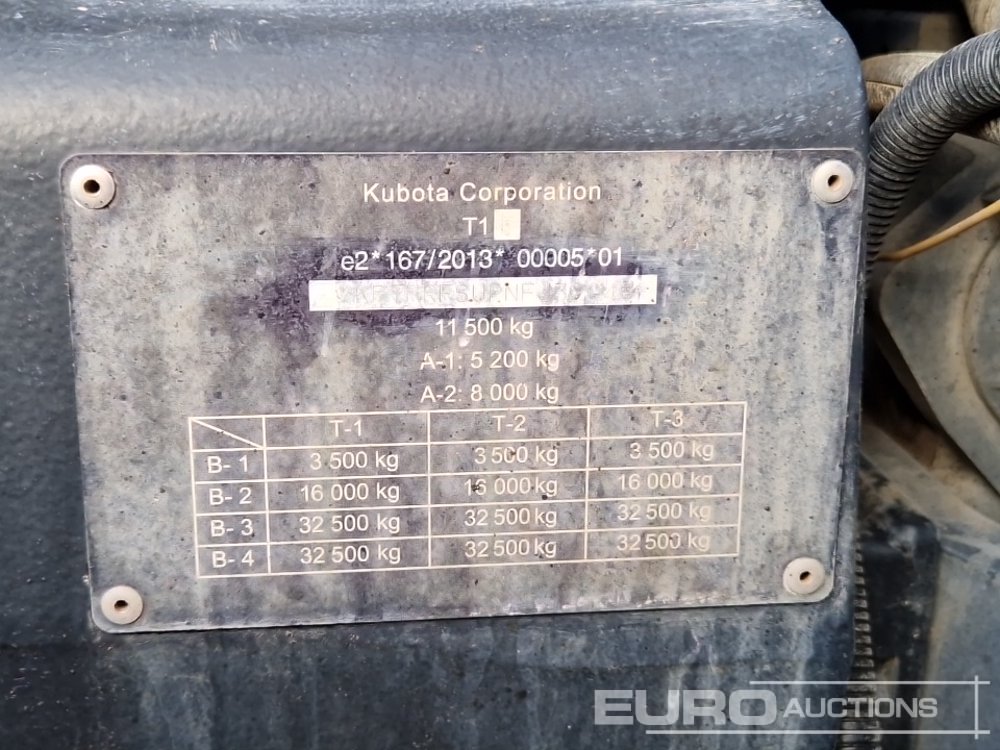 Kubota Corporation
T1
e2*167/2013* 00005*01
11 500 kg
A-1: 5 200 kg
A-2: 8 000 kg
T-1 T-2 T-3
B- 1 3 500 kg 3 500 kg 3 500 kg
B- 2 16 000 kg 16 000 kg 16 000 kg
B- 3 32 500 kg 32 500 kg 32 500 kg
B- 4 32 500 kg 32 500 kg 32 500 kg
EURO AUCTIONS